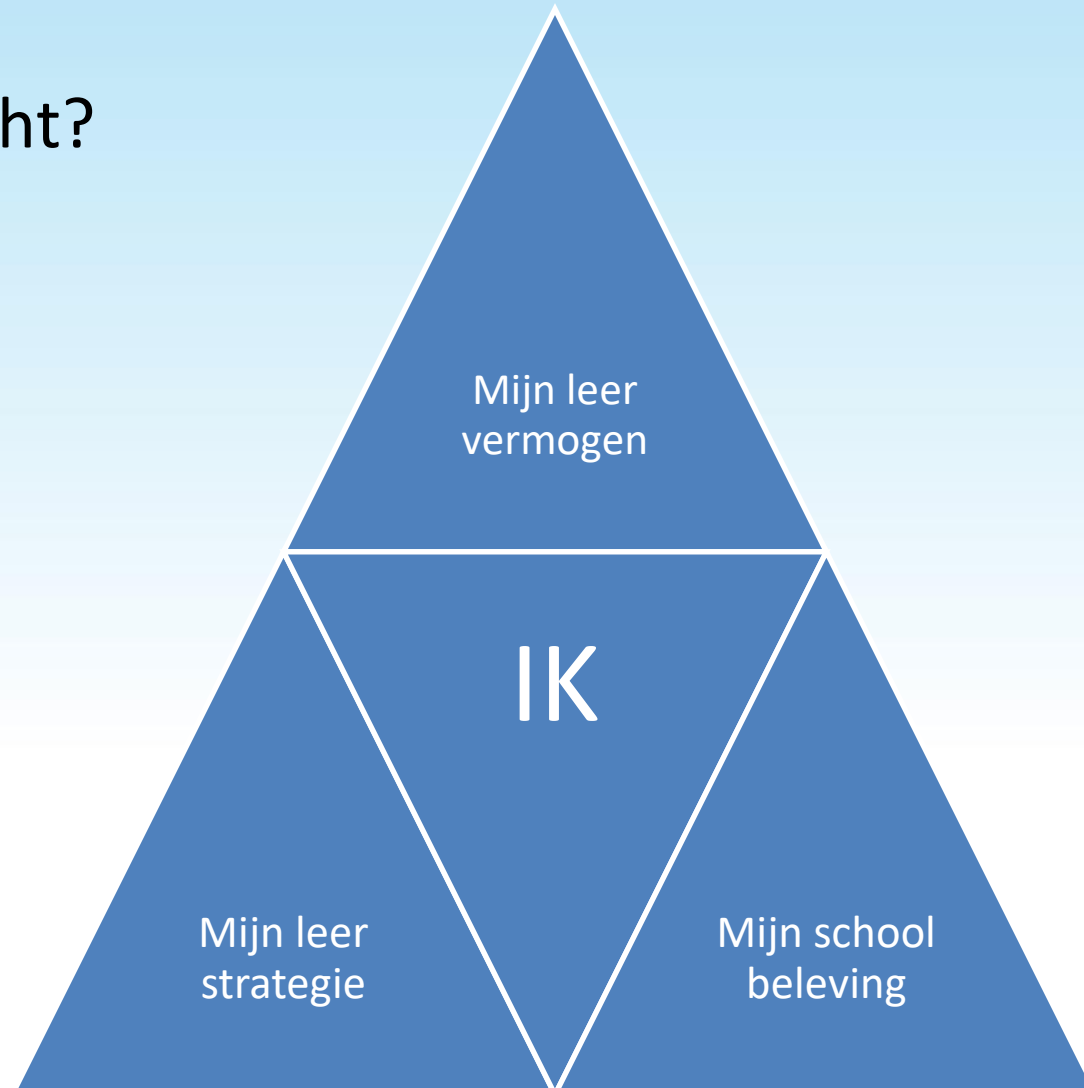 ht?
Mijn leer
vermogen
IK
Mijn leer
strategie
Mijn school
beleving